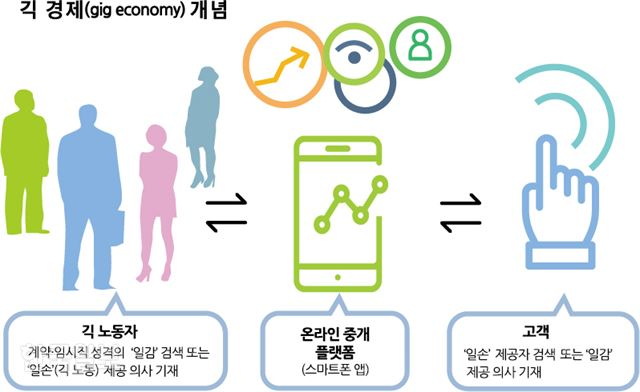 긱 경제(gig economy) 개념
긱 노동자
계약·임시직 성격의 '일감' 검색 또는
'일손'(긱 노동) 제공 의사 기재
온라인 중개
플랫폼
(스마트폰 앱)
고객
'일손' 제공자 검색 또는 '일감'
제공 의사 기재